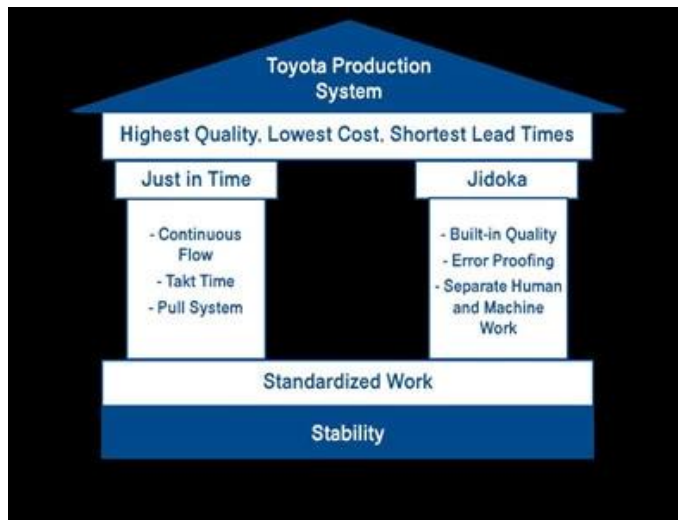 Toyota Production
System
Highest Quality, Lowest Cost, Shortest Lead Times
Just in Time
Jidoka
- Continuous
Flow
- Takt Time
- Pull System
- Built-in Quality
- Error Proofing
- Separate Human
and Machine
Work
Standardized Work
Stability